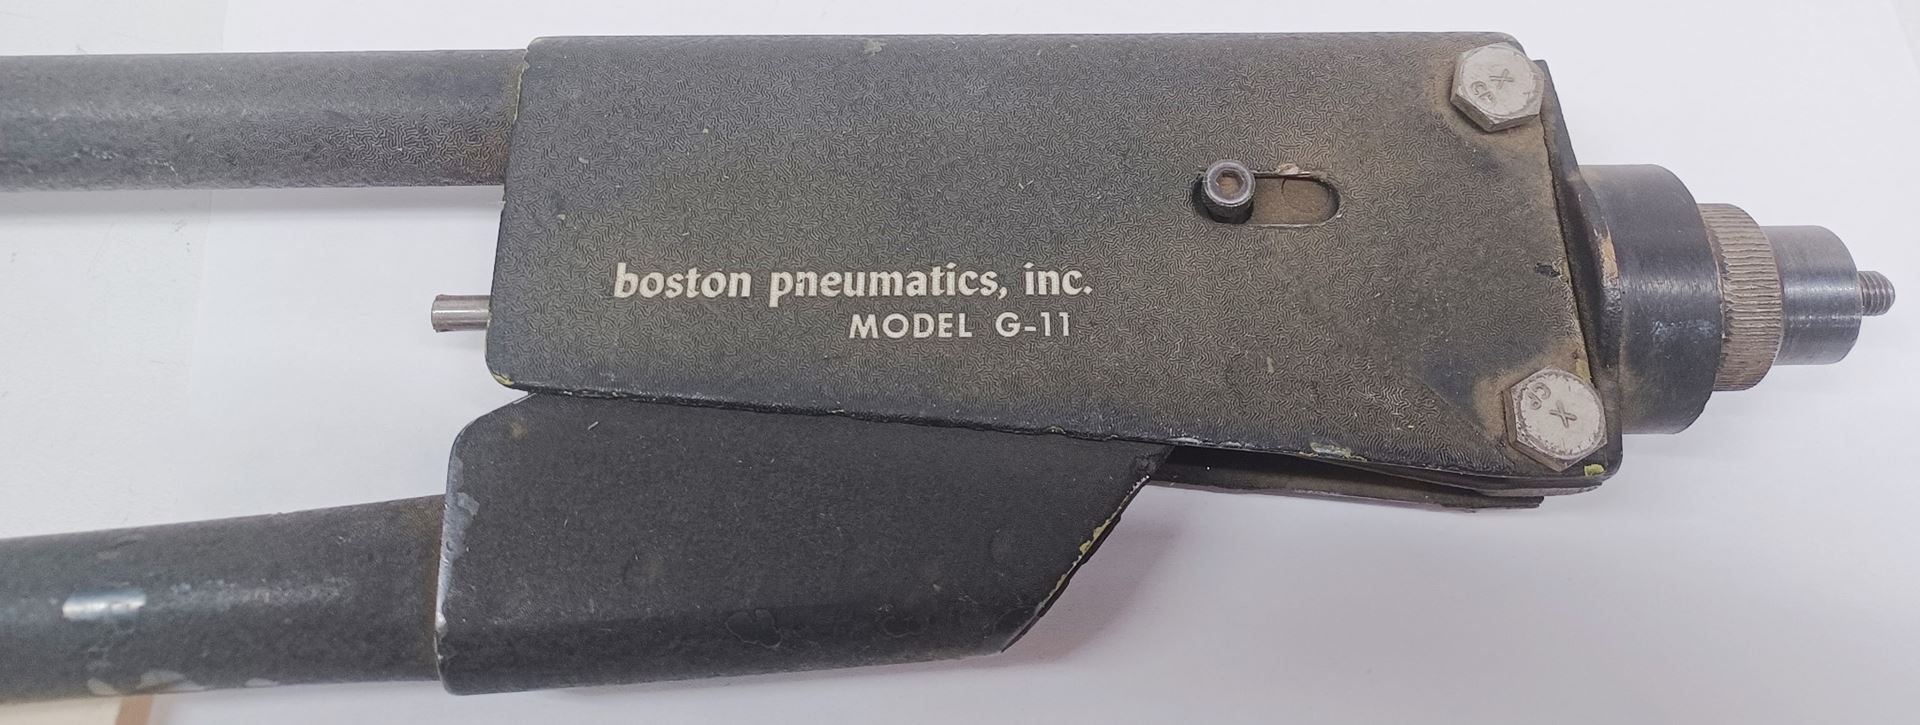 boston pneumatics, inc.
MODEL G-11